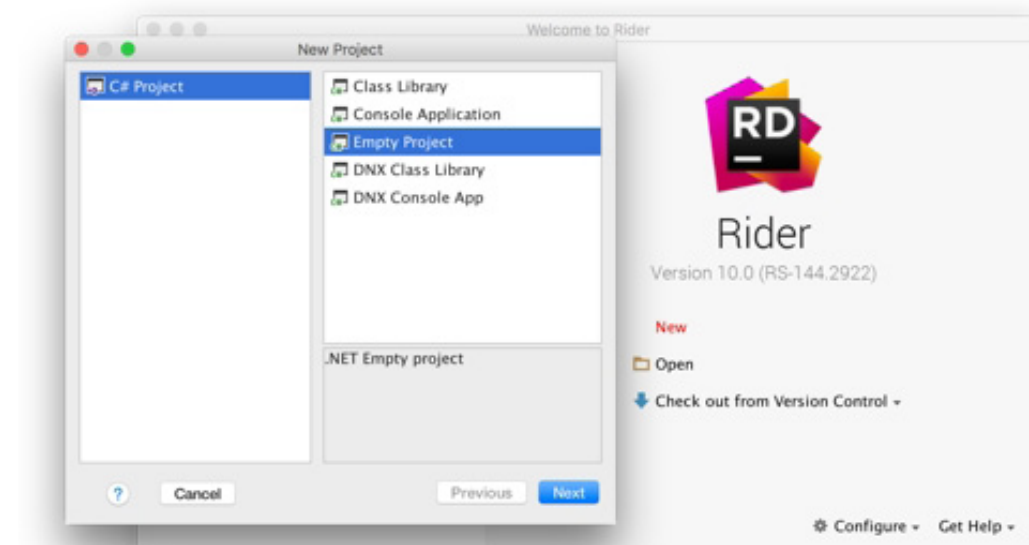 Welcome to Rider
New Project
C# Project
Class Library
Console Application
Empty Project
DNX Class Library
DNX Console App
.NET Empty project
?
Cancel
Previous
Next
RD
Rider
Version 10.0 (RS-144.2922)
New
Open
Check out from Version Control
Configure
Get Help